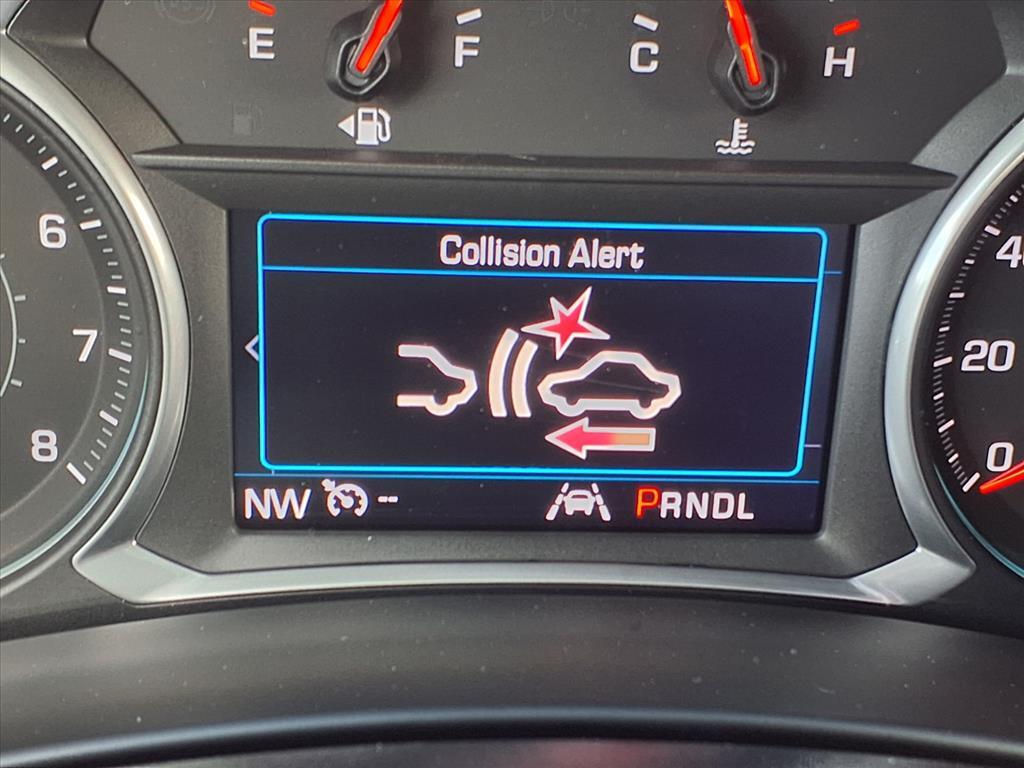 E F C H
Collision Alert
6
7
8
20
0
NW -- PRNDL